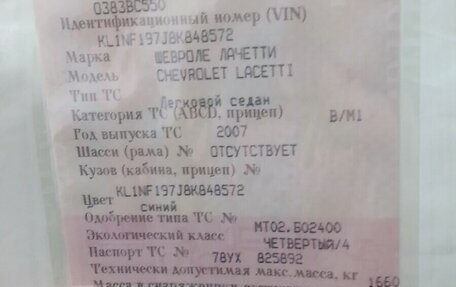 0383ВС550
Идентификационный номер (VIN)
KL1NF197J8K848572
Марка ШЕВРОЛЕ ЛАЧЕТТИ
Модель CHEVROLET LACETTI
Тип ТС Легковой седан
Категория ТС (ABCD, прицеп) B/M1
Год выпуска ТС 2007
Шасси (рама) № ОТСУТСТВУЕТ
Кузов (кабина, прицеп) №
KL1NF197J8K848572
Цвет синий
Одобрение типа ТС №
МТ02.Б02400
Экологический класс ЧЕТВЕРТЫЙ/4
Паспорт ТС № 78УХ 825892
Технически допустимая макс.масса, кг
1660
Масса в снаряженном